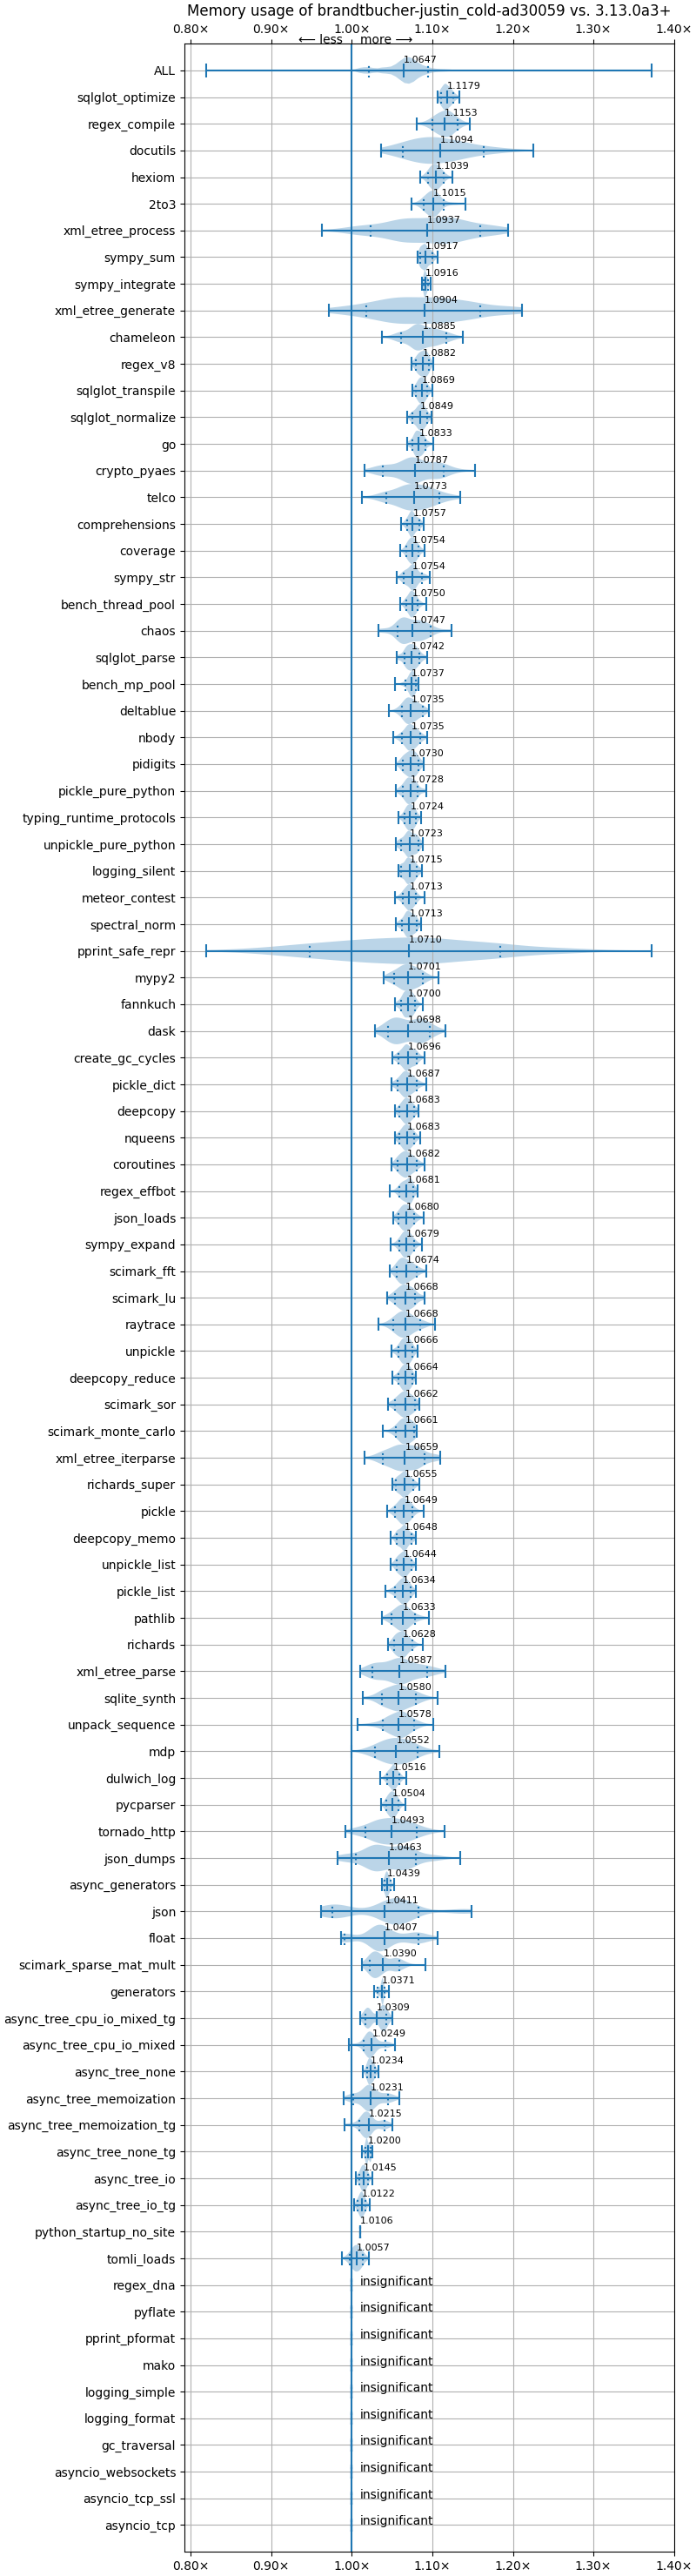 Memory usage of brandtbucher-justin_cold-ad30059 vs. 3.13.0a3+
0.80× 0.90× 1.00× 1.10× 1.20× 1.30× 1.40×
⟵ less more ⟶
ALL 1.0647
sqlglot_optimize 1.1179
regex_compile 1.1153
docutils 1.1094
hexiom 1.1039
2to3 1.1015
xml_etree_process 1.0937
sympy_sum 1.0917
sympy_integrate 1.0916
xml_etree_generate 1.0904
chameleon 1.0885
regex_v8 1.0882
sqlglot_transpile 1.0869
sqlglot_normalize 1.0849
go 1.0833
crypto_pyaes 1.0787
telco 1.0773
comprehensions 1.0757
coverage 1.0754
sympy_str 1.0754
bench_thread_pool 1.0750
chaos 1.0747
sqlglot_parse 1.0742
bench_mp_pool 1.0737
deltablue 1.0735
nbody 1.0735
pidigits 1.0730
pickle_pure_python 1.0728
typing_runtime_protocols 1.0724
unpickle_pure_python 1.0723
logging_silent 1.0715
meteor_contest 1.0713
spectral_norm 1.0713
pprint_safe_repr 1.0710
mypy2 1.0701
fannkuch 1.0700
dask 1.0698
create_gc_cycles 1.0696
pickle_dict 1.0687
deepcopy 1.0683
nqueens 1.0683
coroutines 1.0682
regex_effbot 1.0681
json_loads 1.0680
sympy_expand 1.0679
scimark_fft 1.0674
scimark_lu 1.0668
raytrace 1.0668
unpickle 1.0666
deepcopy_reduce 1.0664
scimark_sor 1.0662
scimark_monte_carlo 1.0661
xml_etree_iterparse 1.0659
richards_super 1.0655
pickle 1.0649
deepcopy_memo 1.0648
unpickle_list 1.0644
pickle_list 1.0634
pathlib 1.0633
richards 1.0628
xml_etree_parse 1.0587
sqlite_synth 1.0580
unpack_sequence 1.0578
mdp 1.0552
dulwich_log 1.0516
pycparser 1.0504
tornado_http 1.0493
json_dumps 1.0463
async_generators 1.0439
json 1.0411
float 1.0407
scimark_sparse_mat_mult 1.0390
generators 1.0371
async_tree_cpu_io_mixed_tg 1.0309
async_tree_cpu_io_mixed 1.0249
async_tree_none 1.0234
async_tree_memoization 1.0231
async_tree_memoization_tg 1.0215
async_tree_none_tg 1.0200
async_tree_io 1.0145
async_tree_io_tg 1.0122
python_startup_no_site 1.0106
tomli_loads 1.0057
regex_dna insignificant
pyflate insignificant
pprint_pformat insignificant
mako insignificant
logging_simple insignificant
logging_format insignificant
gc_traversal insignificant
asyncio_websockets insignificant
asyncio_tcp_ssl insignificant
asyncio_tcp insignificant
0.80× 0.90× 1.00× 1.10× 1.20× 1.30× 1.40×